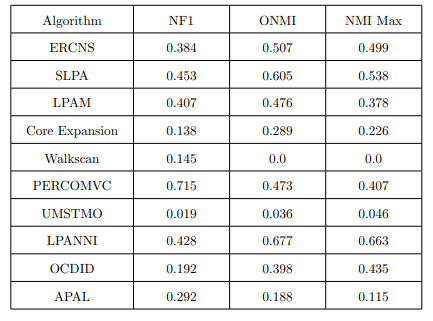 Algorithm NF1 ONMI NMI Max
ERCNS 0.384 0.507 0.499
SLPA 0.453 0.605 0.538
LPAM 0.407 0.476 0.378
Core Expansion 0.138 0.289 0.226
Walkscan 0.145 0.0 0.0
PERCOMVC 0.715 0.473 0.407
UMSTMO 0.019 0.036 0.046
LPANNI 0.428 0.677 0.663
OCDID 0.192 0.398 0.435
APAL 0.292 0.188 0.115